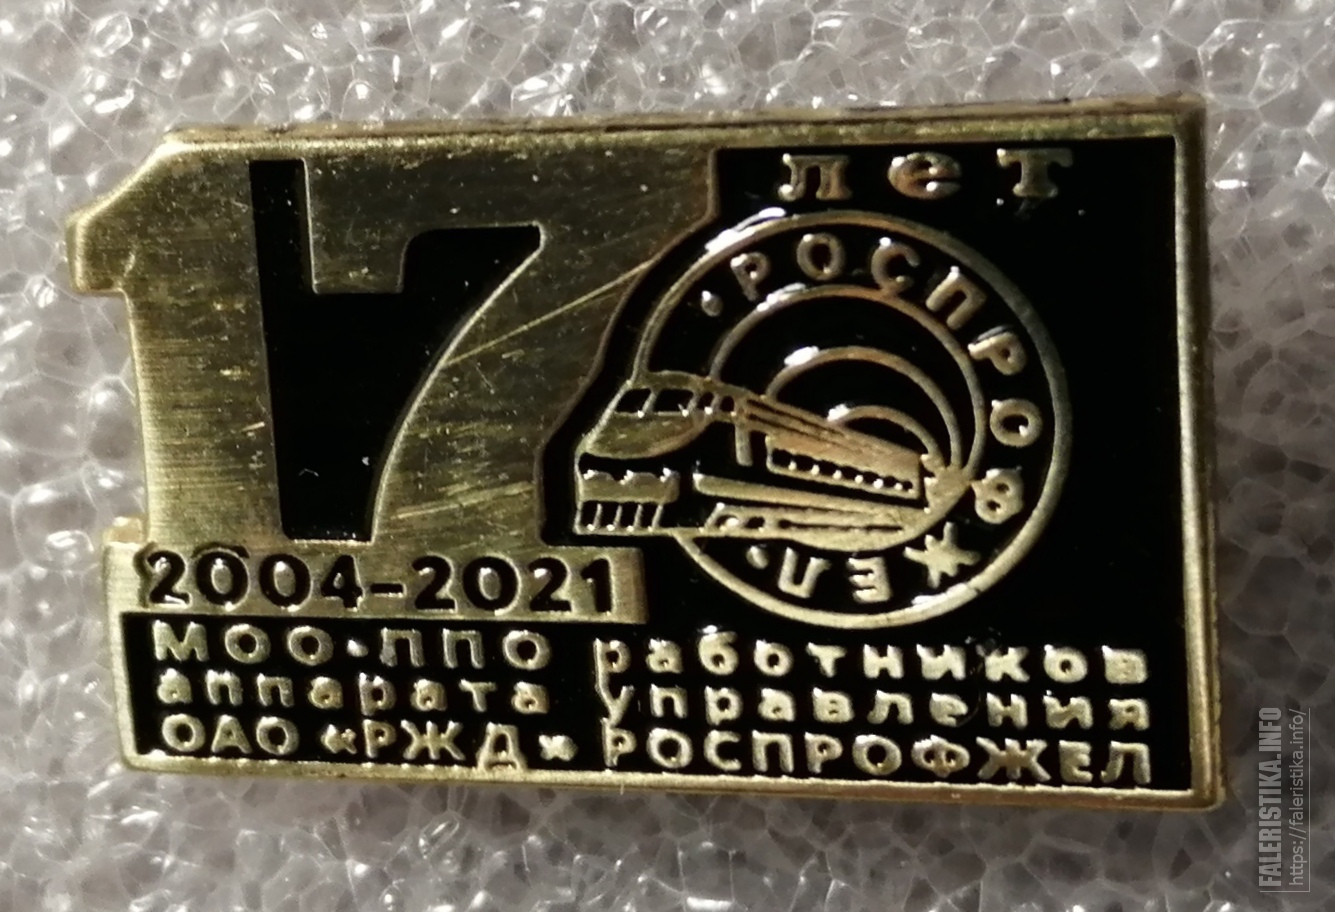 17 лет
·РОСПРОФЖЕЛ·
2004-2021
МОО·ППО работников
аппарата управления
ОАО «РЖД» РОСПРОФЖЕЛ
FALERISTIKA.INFO
https://faleristika.info/